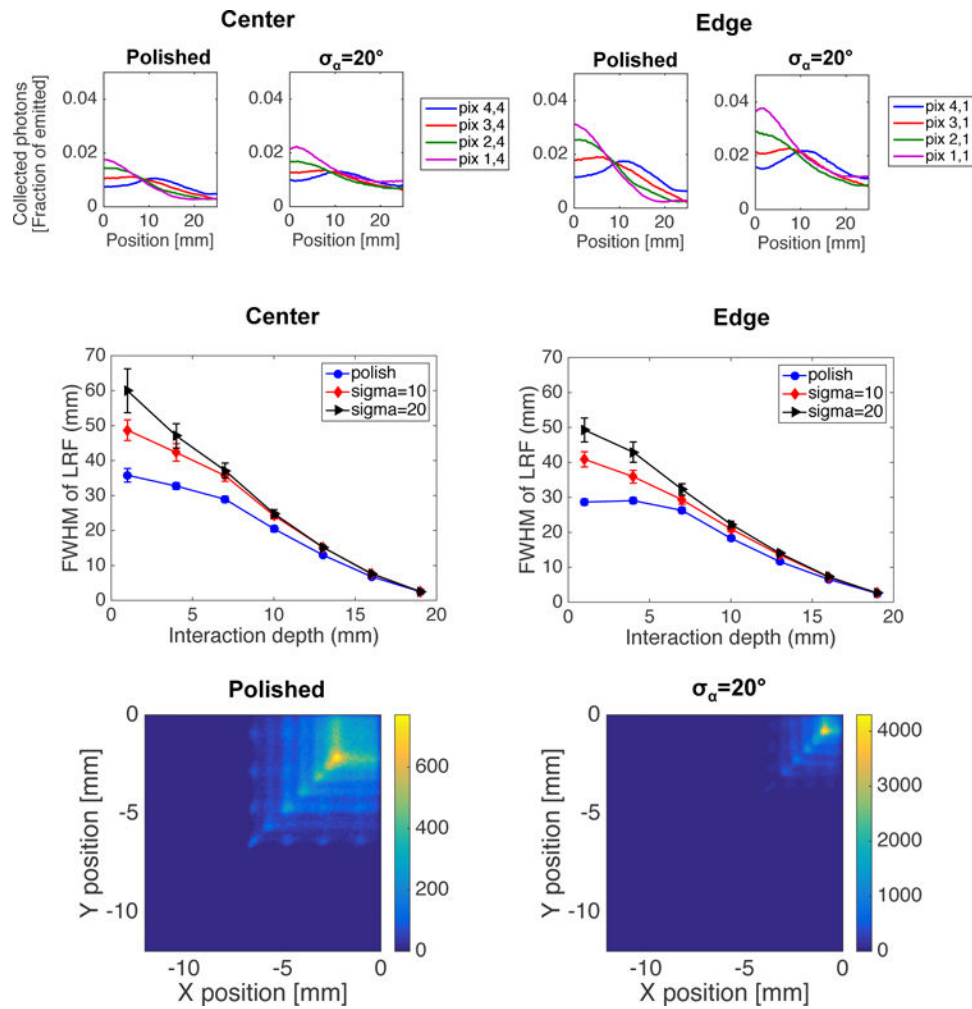 Center
Edge
Polished
σα=20°
Polished
σα=20°
Collected photons
[Fraction of emitted]
0.04
0.02
0
0 10 20
Position [mm]
0 10 20
Position [mm]
pix 4,4
pix 3,4
pix 2,4
pix 1,4
0.04
0.02
0
0 10 20
Position [mm]
0.04
0.02
0
0 10 20
Position [mm]
pix 4,1
pix 3,1
pix 2,1
pix 1,1
Center
FWHM of LRF (mm)
70
60
50
40
30
20
10
0
0 5 10 15 20
Interaction depth (mm)
polish
sigma=10
sigma=20
Edge
FWHM of LRF (mm)
70
60
50
40
30
20
10
0
0 5 10 15 20
Interaction depth (mm)
polish
sigma=10
sigma=20
Polished
Y position [mm]
0
-5
-10
-10 -5 0
X position [mm]
600
400
200
0
σα=20°
Y position [mm]
0
-5
-10
-10 -5 0
X position [mm]
4000
3000
2000
1000
0